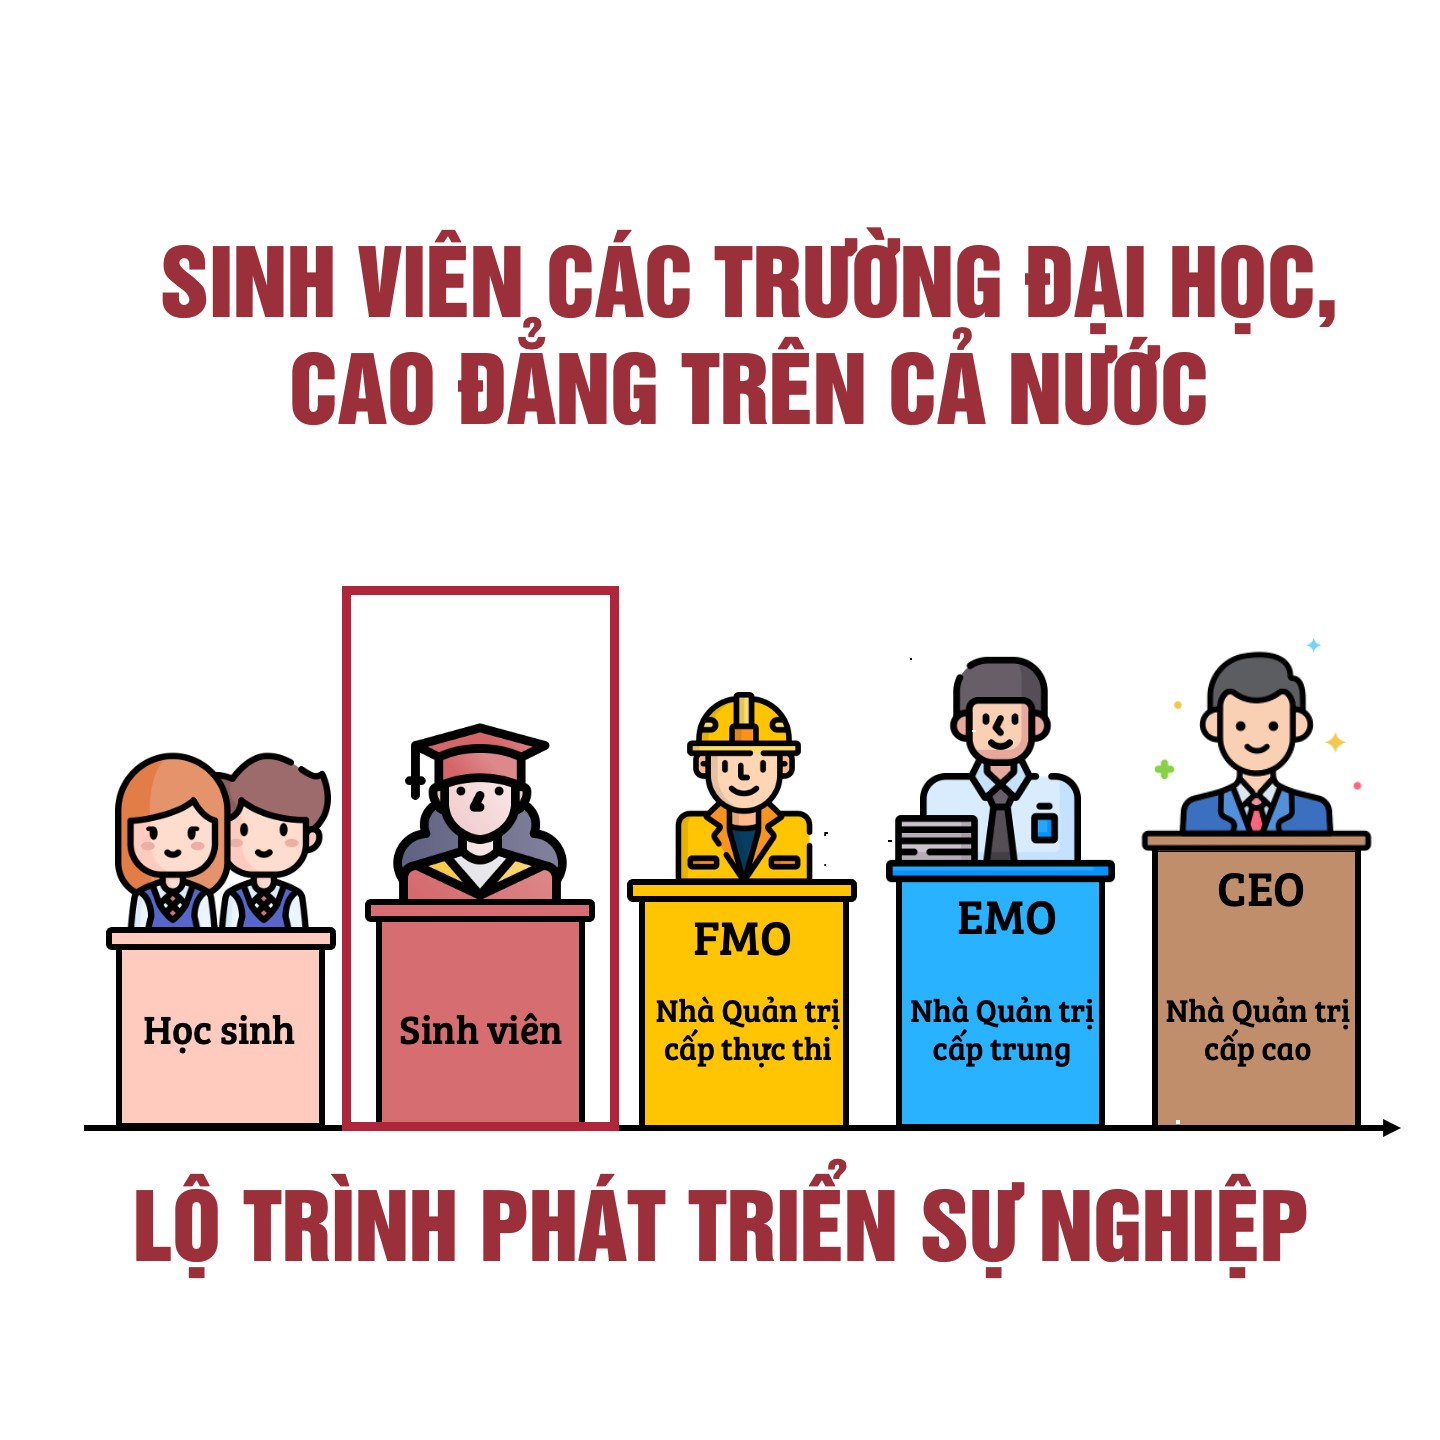 SINH VIÊN CÁC TRƯỜNG ĐẠI HỌC,
CAO ĐẲNG TRÊN CẢ NƯỚC
Học sinh
Sinh viên
FMO
Nhà Quản trị
cấp thực thi
EMO
Nhà Quản trị
cấp trung
CEO
Nhà Quản trị
cấp cao
LỘ TRÌNH PHÁT TRIỂN SỰ NGHIỆP